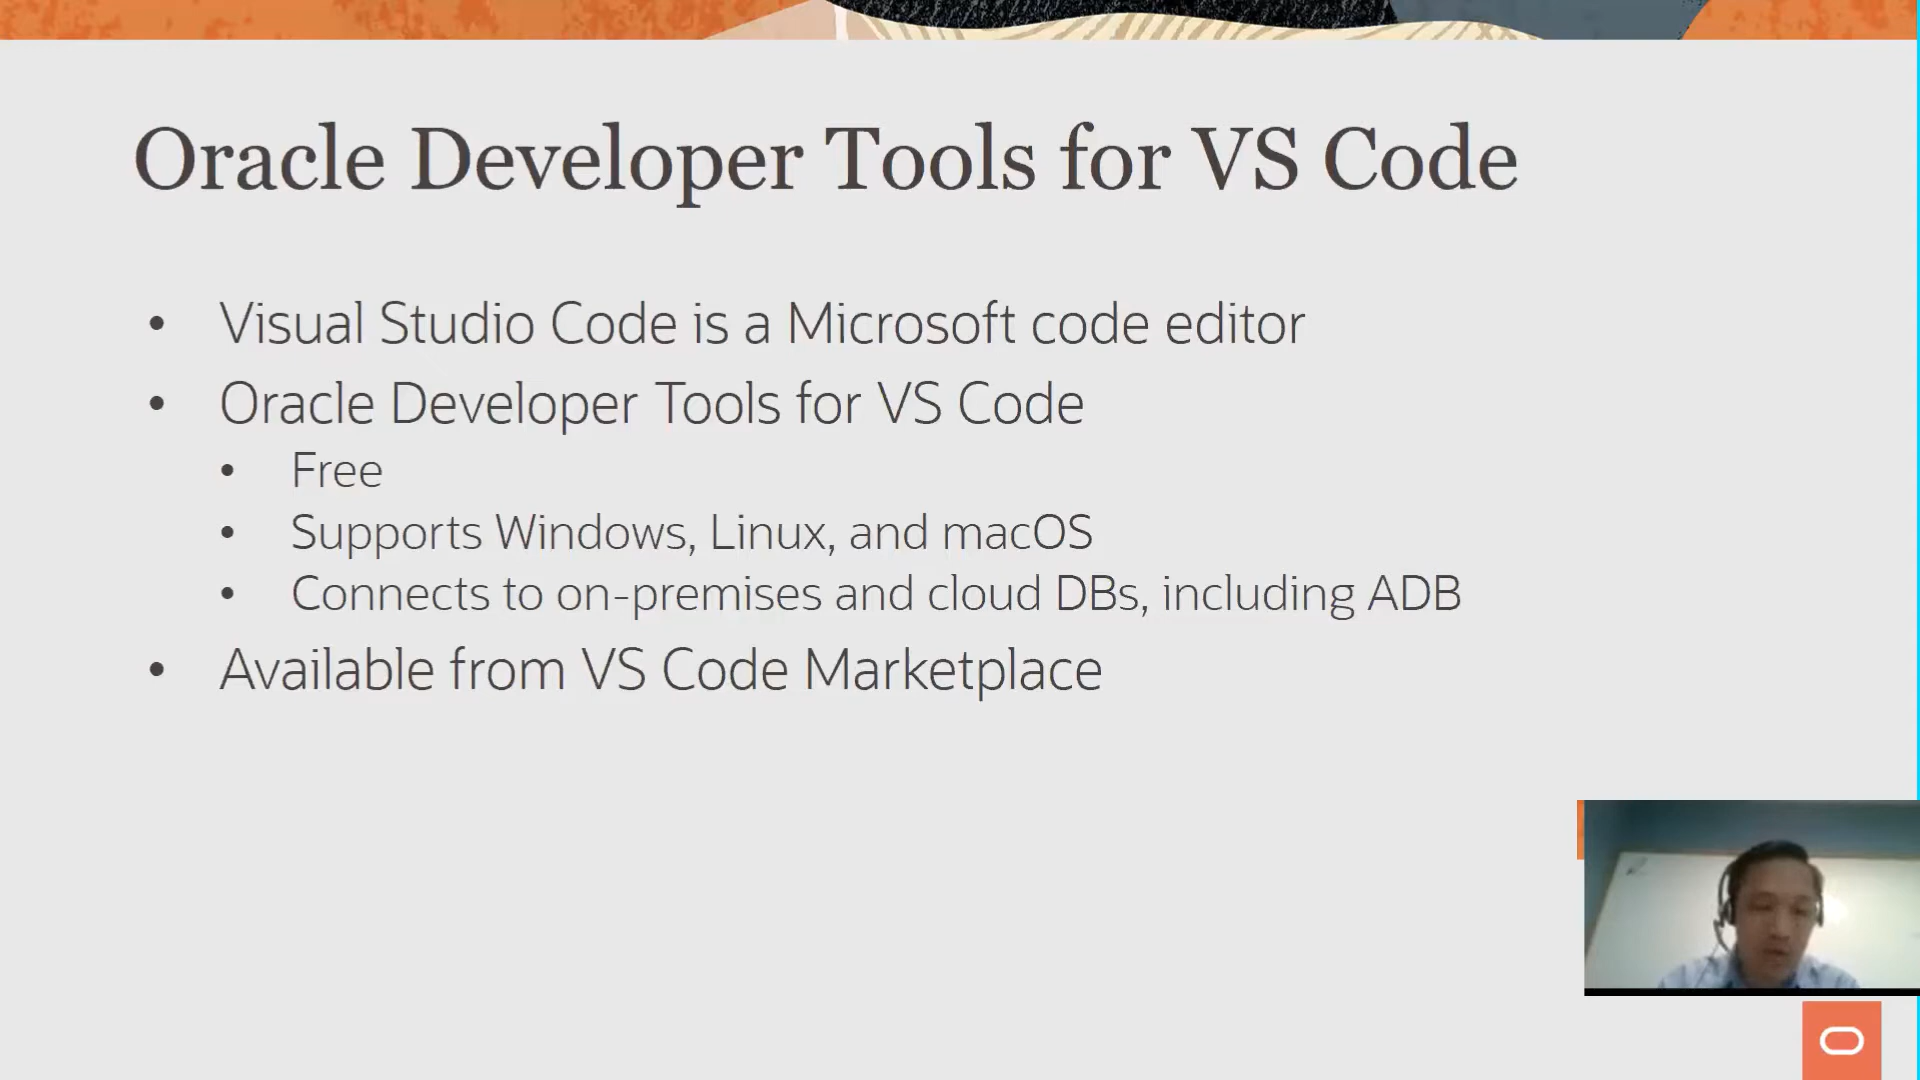 Oracle Developer Tools for VS Code
• Visual Studio Code is a Microsoft code editor
• Oracle Developer Tools for VS Code
• Free
• Supports Windows, Linux, and macOS
• Connects to on-premises and cloud DBs, including ADB
• Available from VS Code Marketplace